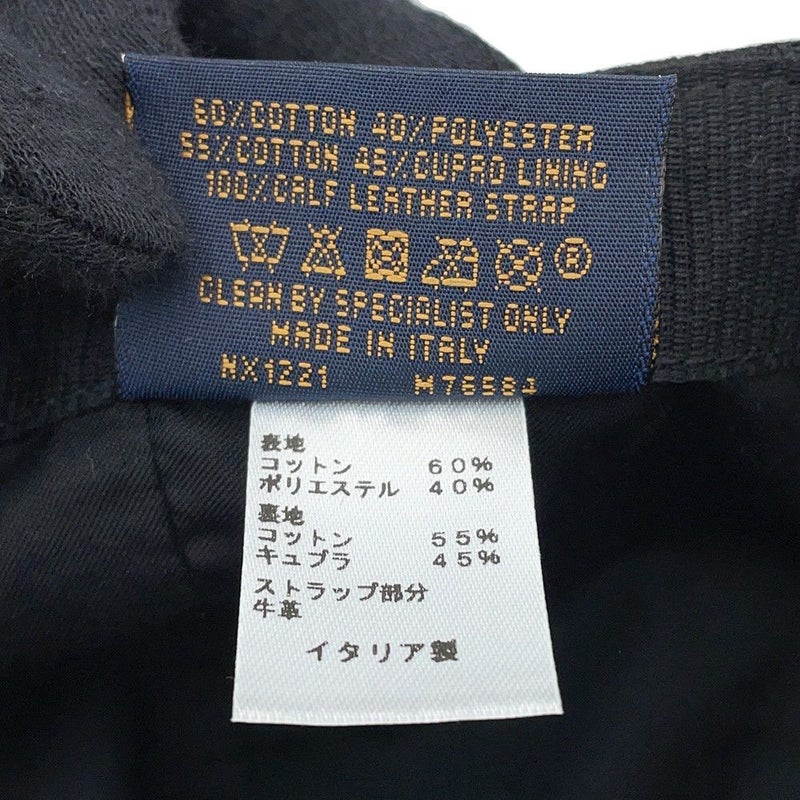 60% COTTON 40% POLYESTER
55% COTTON 45% CUPRO LINING
100% CALF LEATHER STRAP
CLEAN BY SPECIALIST ONLY
MADE IN ITALY
NX1221 M76584
表地
コットン 60%
ポリエステル 40%
裏地
コットン 55%
キュプラ 45%
ストラップ部分
牛革
イタリア製